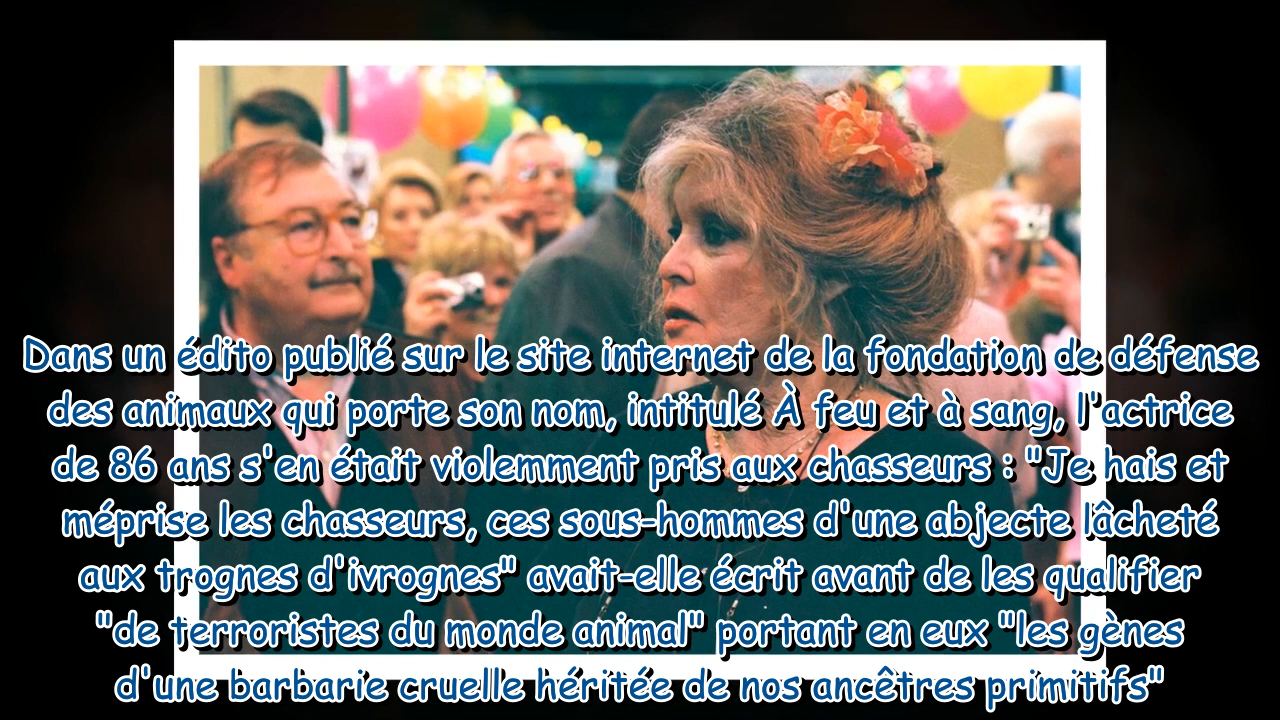 Dans un édito publié sur le site internet de la fondation de défense
des animaux qui porte son nom, intitulé À feu et à sang, l'actrice
de 86 ans s'en était violemment pris aux chasseurs : "Je hais et
méprise les chasseurs, ces sous-hommes d'une abjecte lâcheté
aux trognes d'ivrognes" avait-elle écrit avant de les qualifier
"de terroristes du monde animal" portant en eux "les gènes
d'une barbarie cruelle héritée de nos ancêtres primitifs"